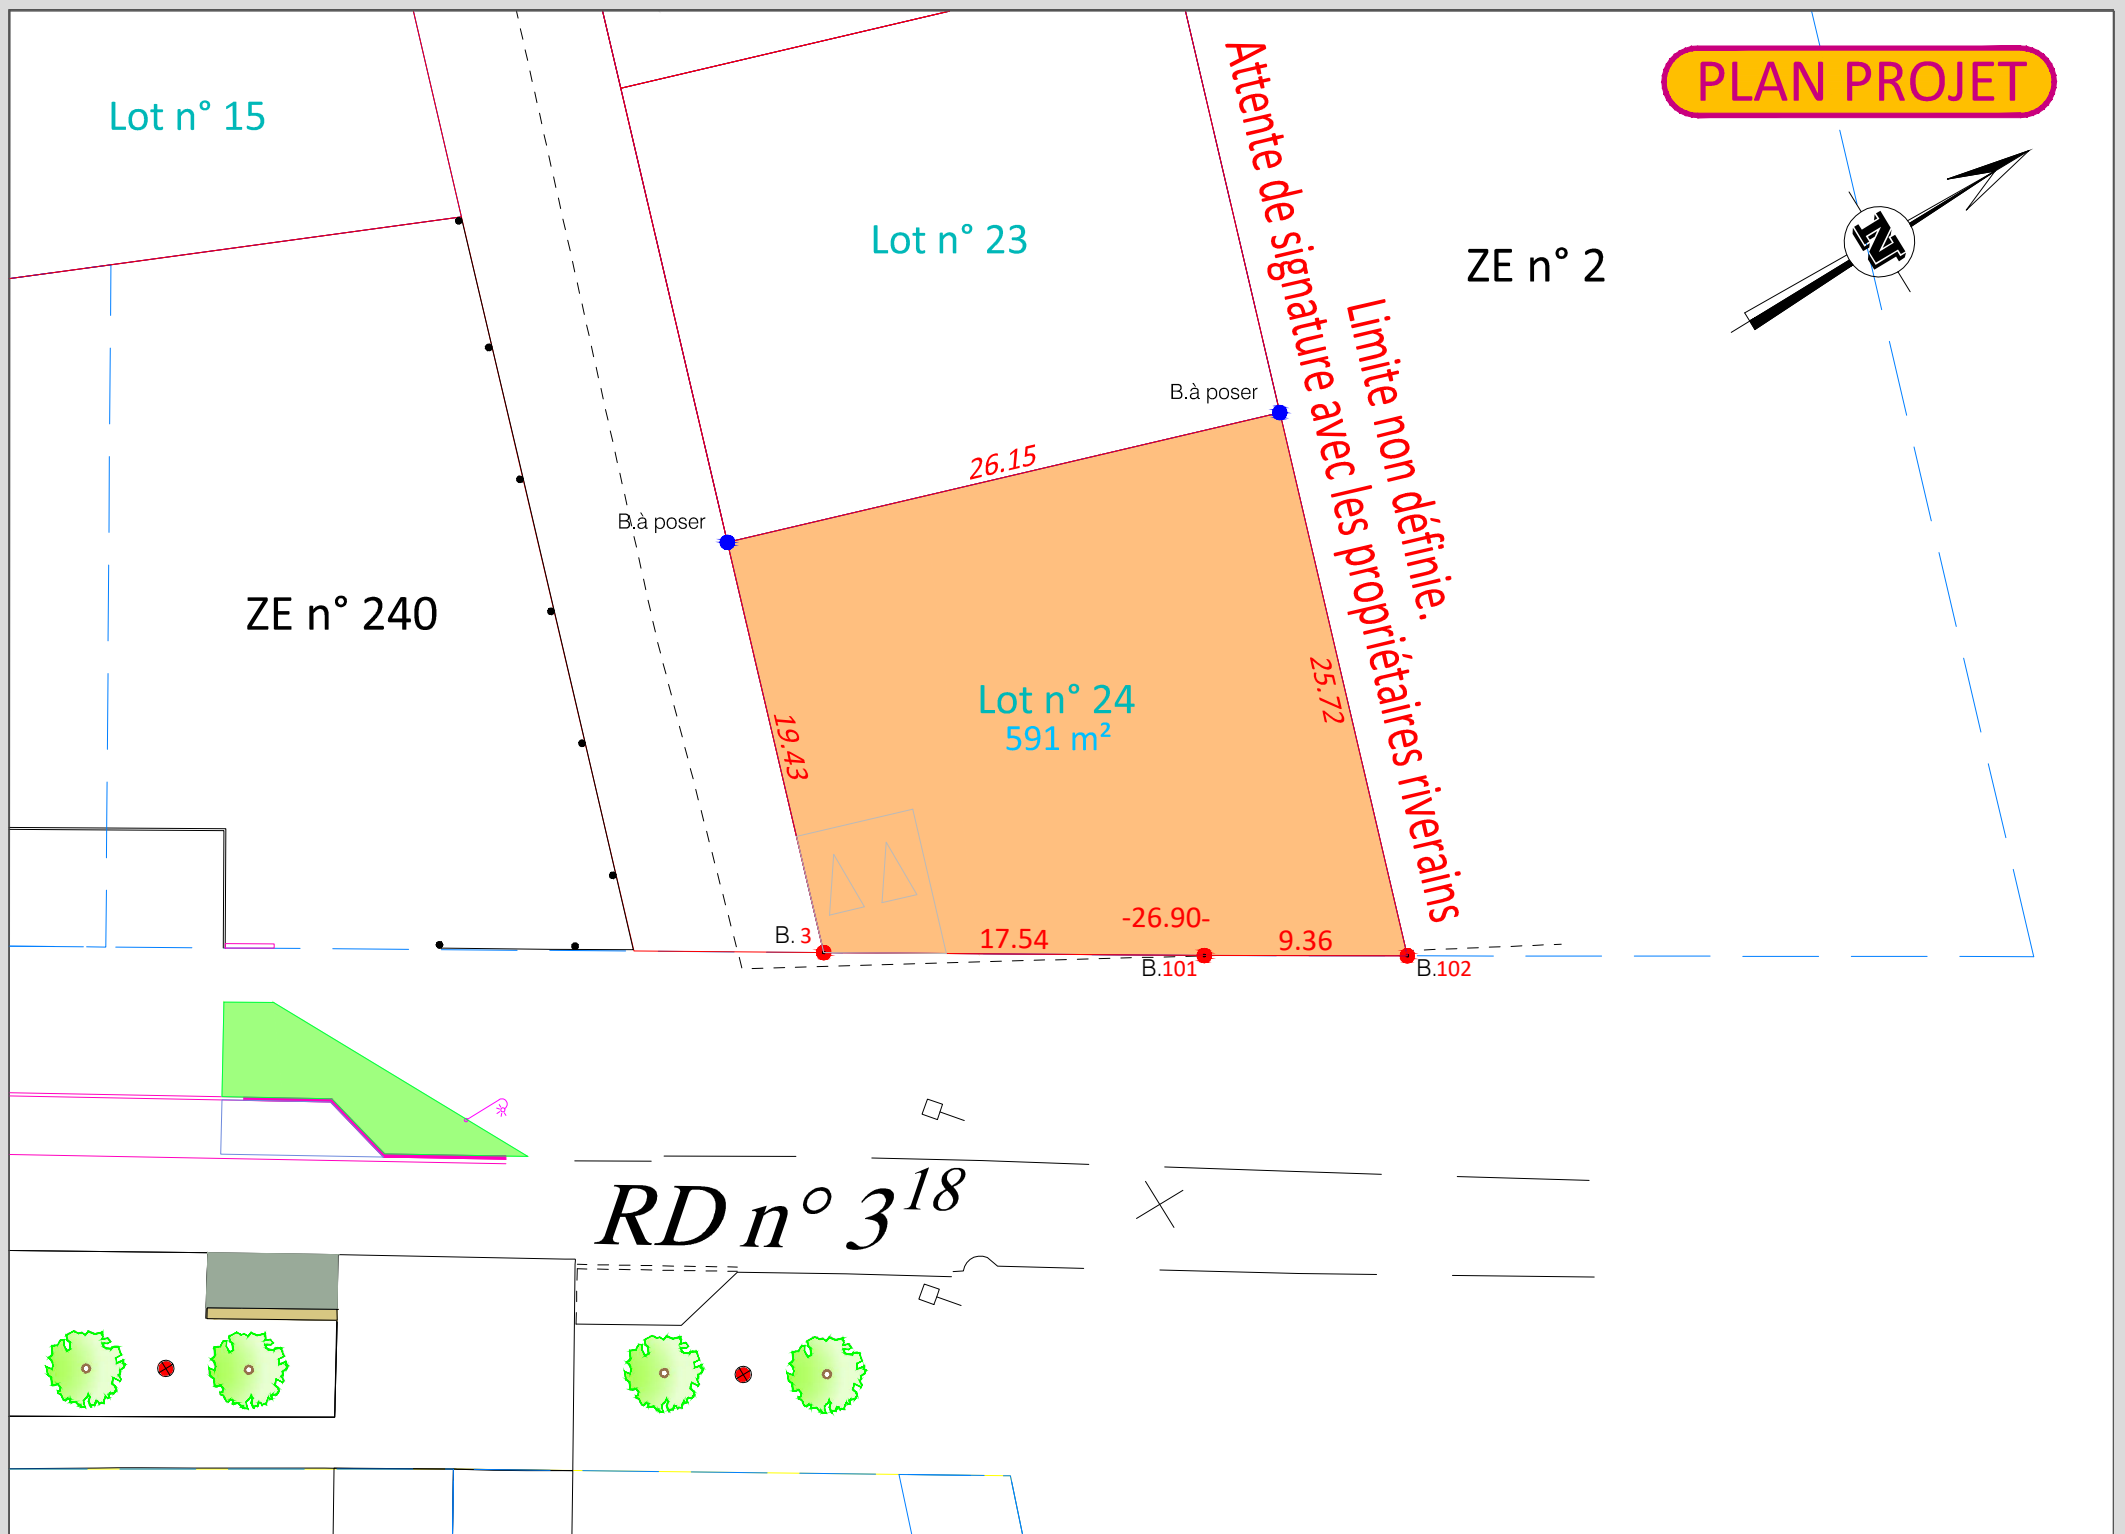 PLAN PROJET
Lot n° 15
Lot n° 23
ZE n° 2
N
Attente de signature avec les propriétaires riverains
Limite non définie.
B.à poser
26.15
B.à poser
ZE n° 240
Lot n° 24
591 m²
25.72
19.43
-26.90-
B. 3
17.54
9.36
B.101
B.102
RD n° 3¹⁸